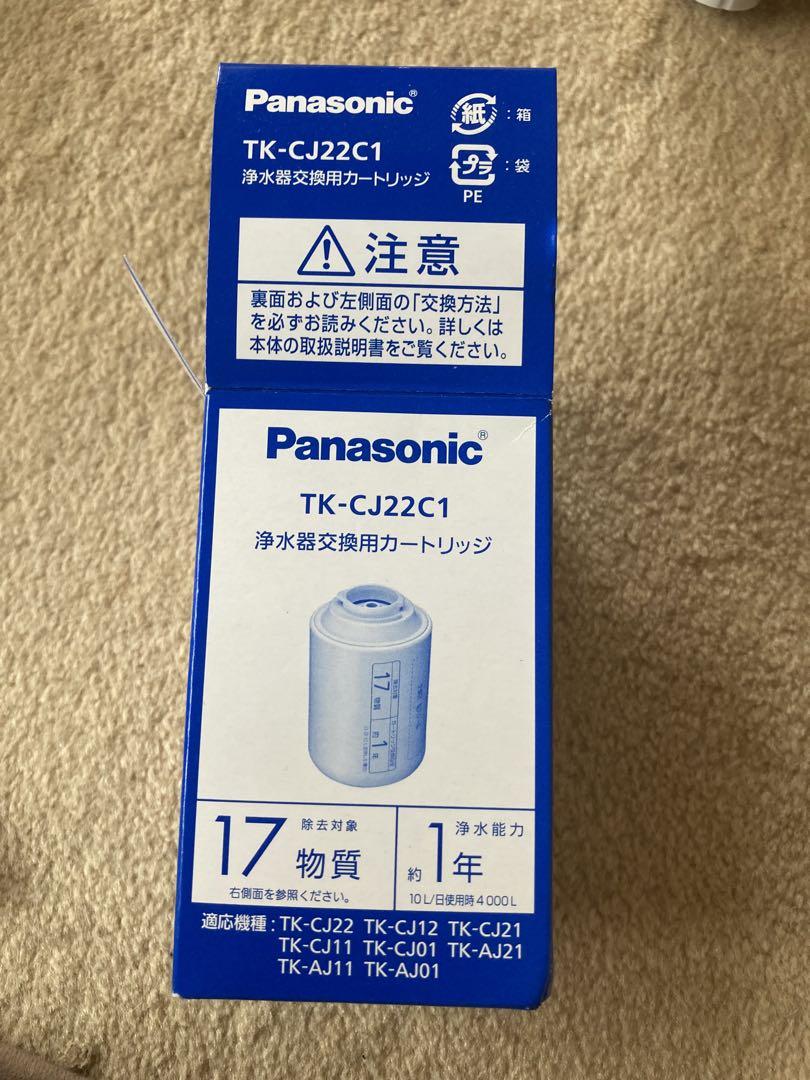 Panasonic®
紙 : 箱
TK-CJ22C1
浄水器交換用カートリッジ
プラ : 袋
PE
注意
裏面および左側面の「交換方法」
を必ずお読みください。詳しくは
本体の取扱説明書をご覧ください。
Panasonic®
TK-CJ22C1
浄水器交換用カートリッジ
17
物質
約1年
除去対象
17物質
右側面を参照ください。
浄水能力
約1年
10L/日使用時4000L
適応機種:TK-CJ22 TK-CJ12 TK-CJ21
TK-CJ11 TK-CJ01 TK-AJ21
TK-AJ11 TK-AJ01